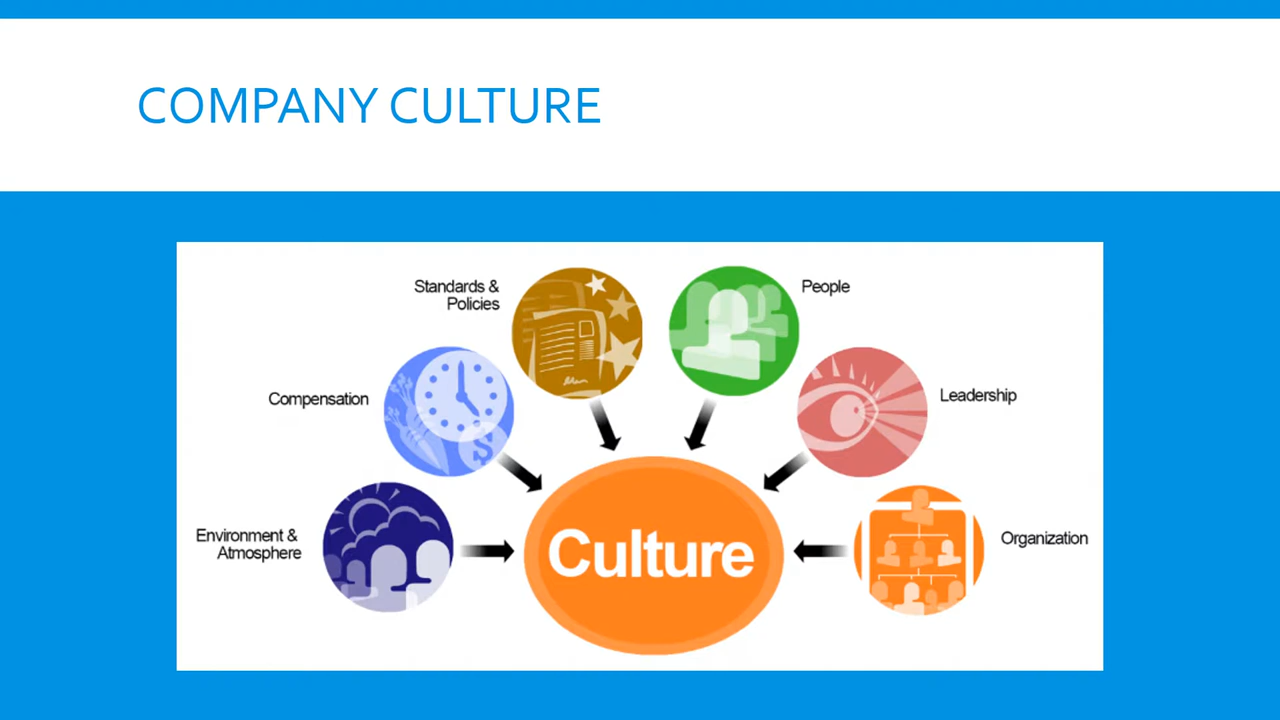 COMPANY CULTURE
Standards &
Policies
People
Compensation
Leadership
Environment &
Atmosphere
Culture
Organization
$